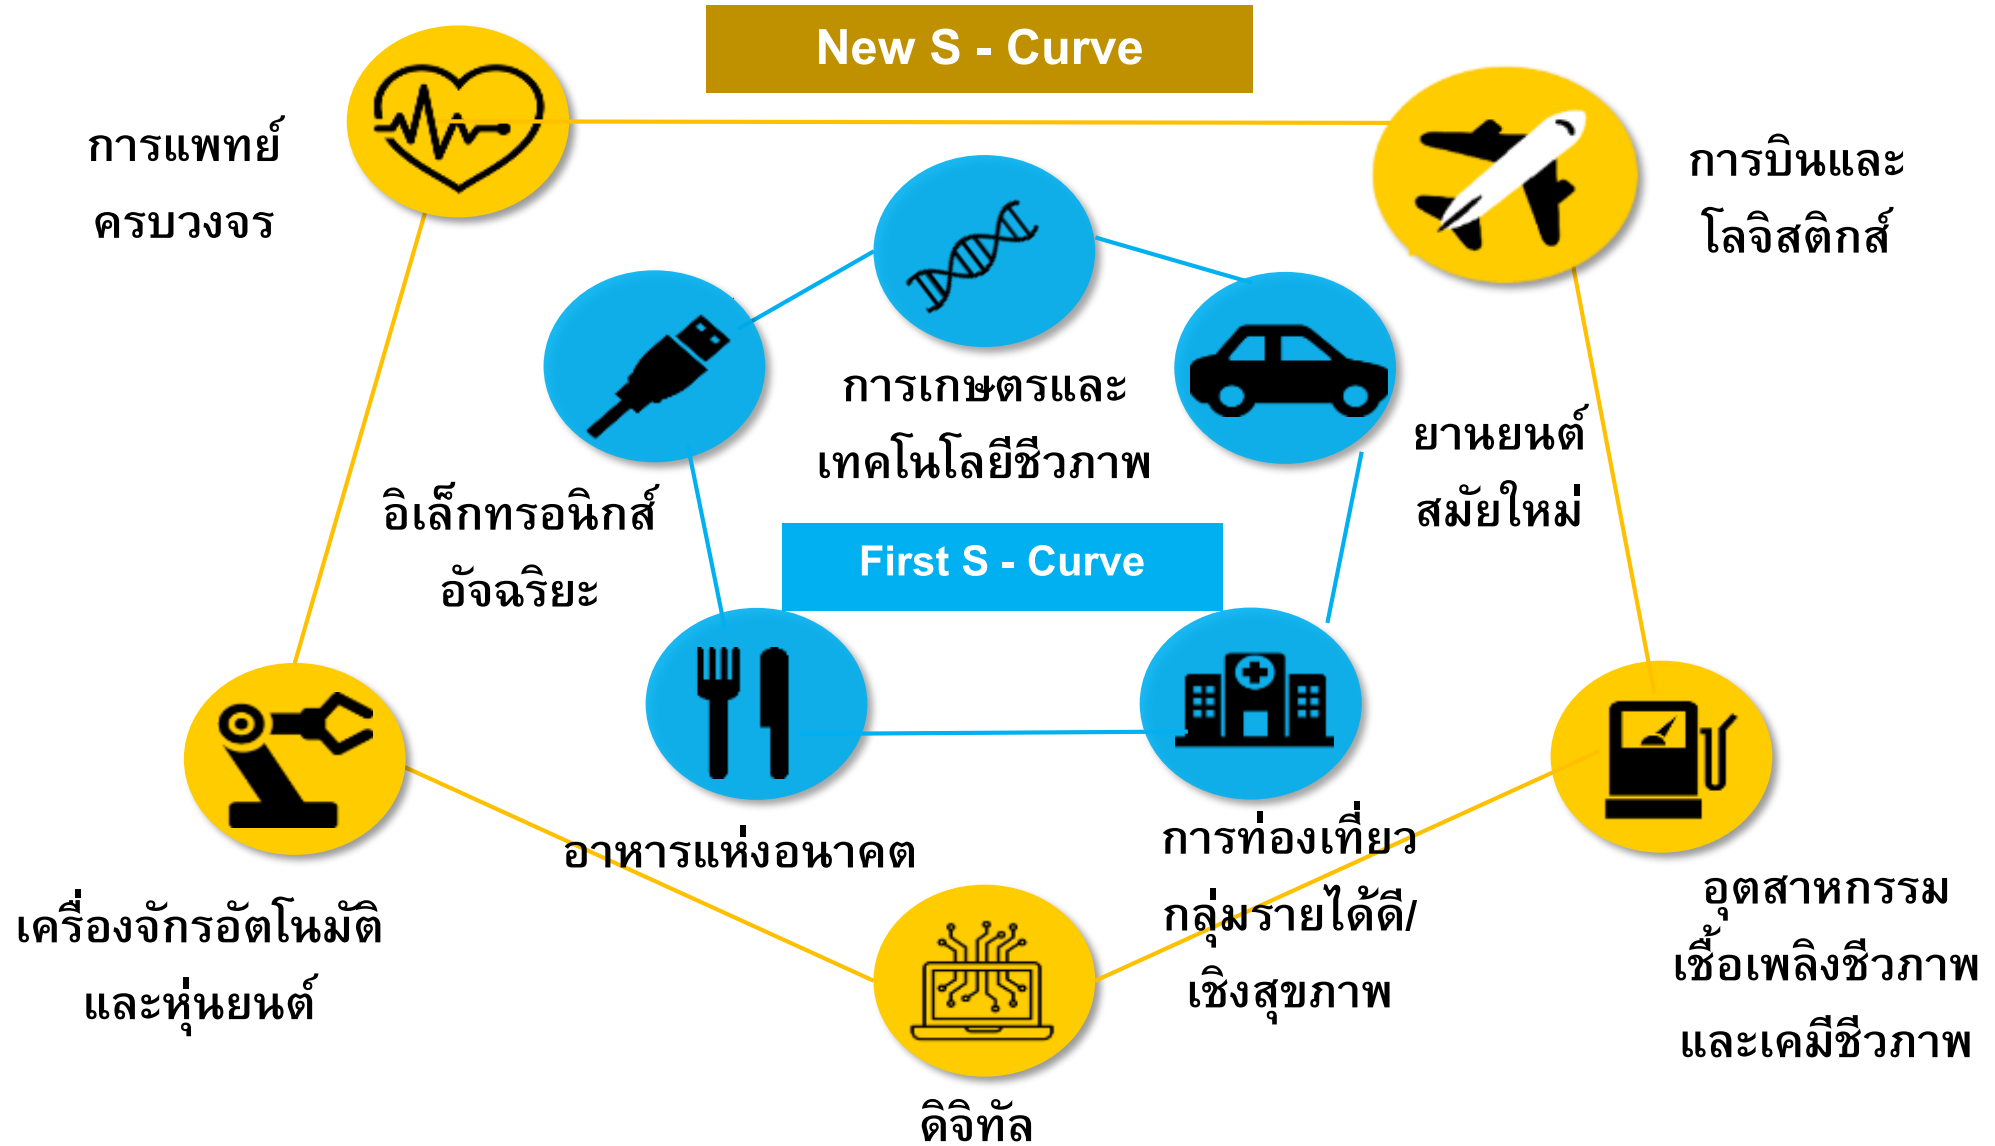 New S - Curve
การแพทย์
ครบวงจร
การบินและ
โลจิสติกส์
การเกษตรและ
เทคโนโลยีชีวภาพ
ยานยนต์
สมัยใหม่
อิเล็กทรอนิกส์
อัจฉริยะ
First S - Curve
อาหารแห่งอนาคต
การท่องเที่ยว
กลุ่มรายได้ดี/
เชิงสุขภาพ
เครื่องจักรอัตโนมัติ
และหุ่นยนต์
อุตสาหกรรม
เชื้อเพลิงชีวภาพ
และเคมีชีวภาพ
ดิจิทัล